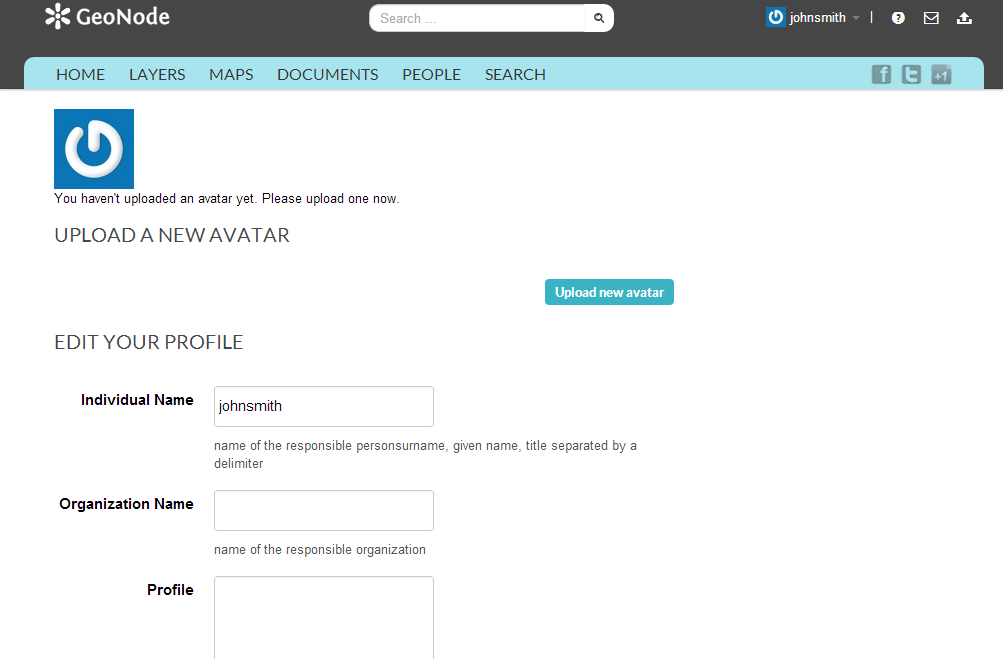 GeoNode
Search ...
johnsmith
HOME LAYERS MAPS DOCUMENTS PEOPLE SEARCH
+1
You haven't uploaded an avatar yet. Please upload one now.
UPLOAD A NEW AVATAR
Upload new avatar
EDIT YOUR PROFILE
Individual Name
johnsmith
name of the responsible personsurname, given name, title separated by a
delimiter
Organization Name
name of the responsible organization
Profile